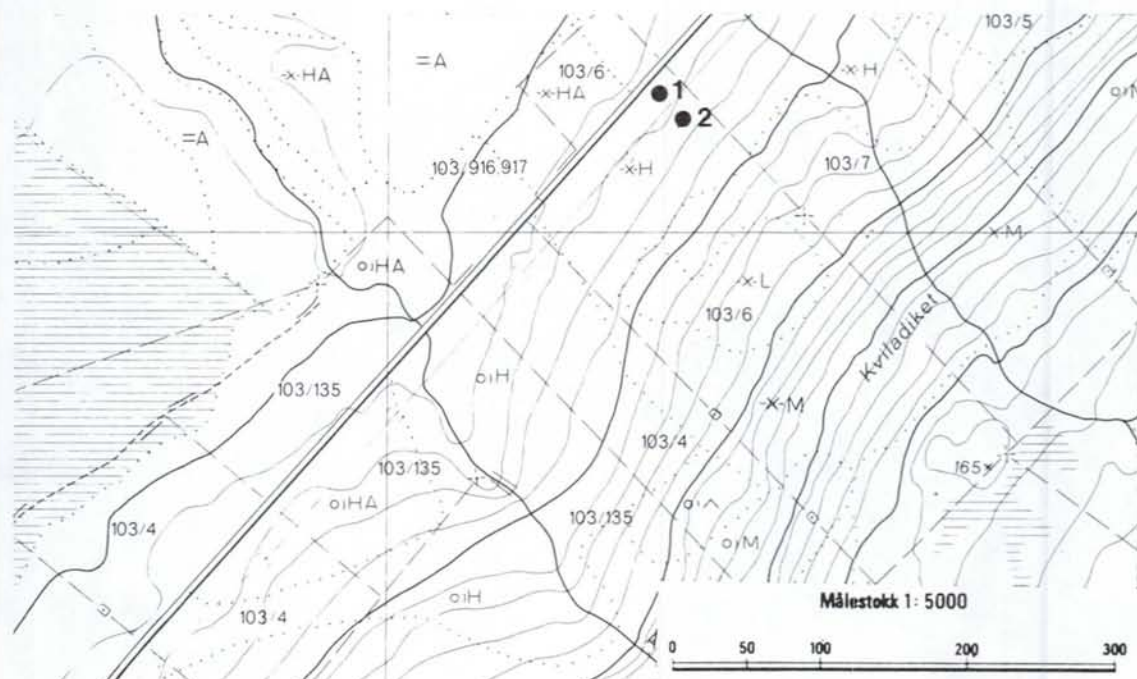 103/5
=A
-x-HA
103/6
-x-H
-x-HA
1
2
=A
103/916.917
-x-H
103/7
-x-M
HA
-x-L
103/6
Kvitadiket
H
103/135
-x-M
103/4
103/135
165
HA
103/135
103/4
M
H
103/4
Målestokk 1:5000
0 50 100 200 300